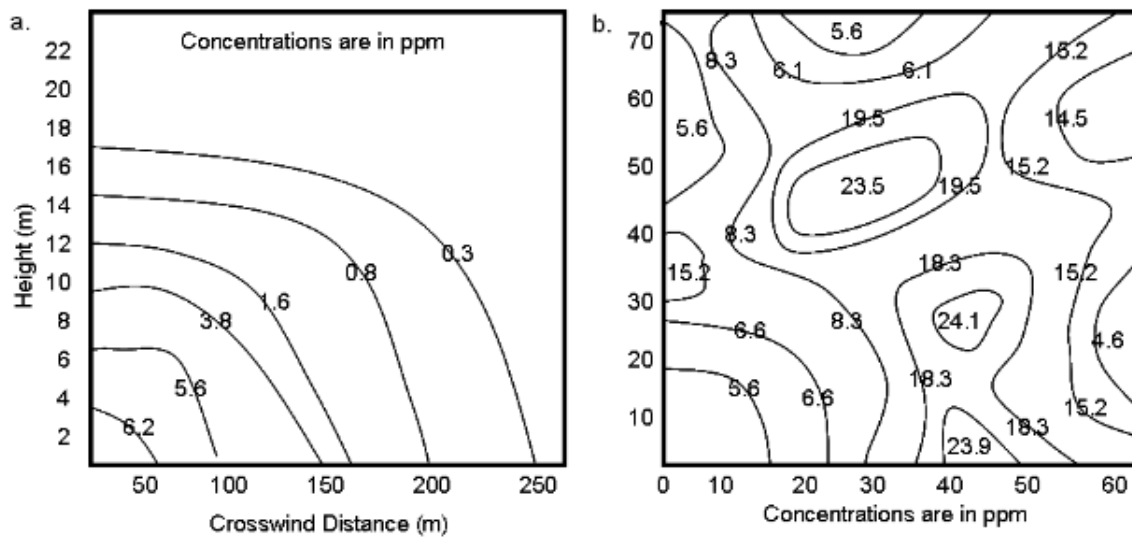 a.
Concentrations are in ppm
22
20
18
16
14
12
10
8
6
4
2
Height (m)
0.3
0.8
1.6
3.8
5.6
6.2
50 100 150 200 250
Crosswind Distance (m)
b.
70
60
50
40
30
20
10
5.6
8.3 6.1 6.1 15.2
5.6 19.5 14.5
23.5 19.5 15.2
8.3
15.2 18.3 15.2
6.6 8.3 24.1 4.6
5.6 6.6 18.3 15.2
23.9 18.3
0 10 20 30 40 50 60
Concentrations are in ppm